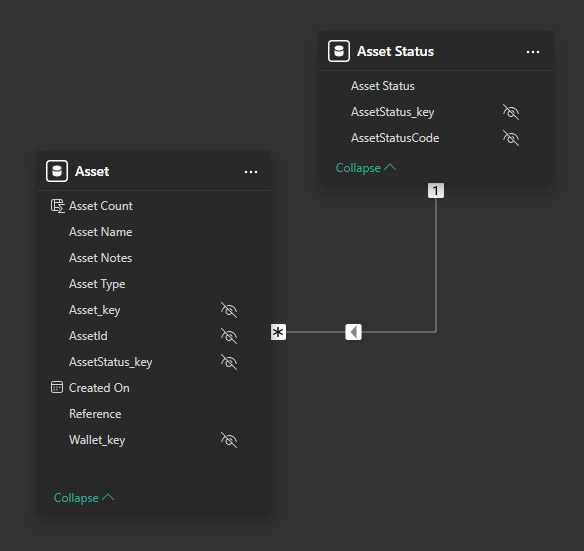 Asset Status
Asset Status
AssetStatus_key
AssetStatusCode
Collapse
1
Asset
Asset Count
Asset Name
Asset Notes
Asset Type
Asset_key
AssetId
AssetStatus_key
Created On
Reference
Wallet_key
Collapse
*